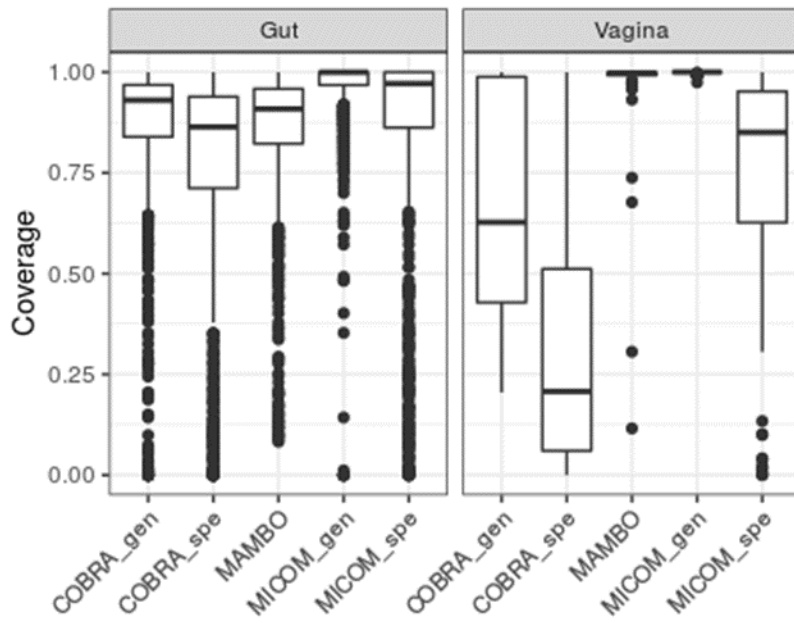 Gut
Vagina
Coverage
1.00
0.75
0.50
0.25
0.00
COBRA_gen
COBRA_spe
MAMBO
MICOM_gen
MICOM_spe
COBRA_gen
COBRA_spe
MAMBO
MICOM_gen
MICOM_spe